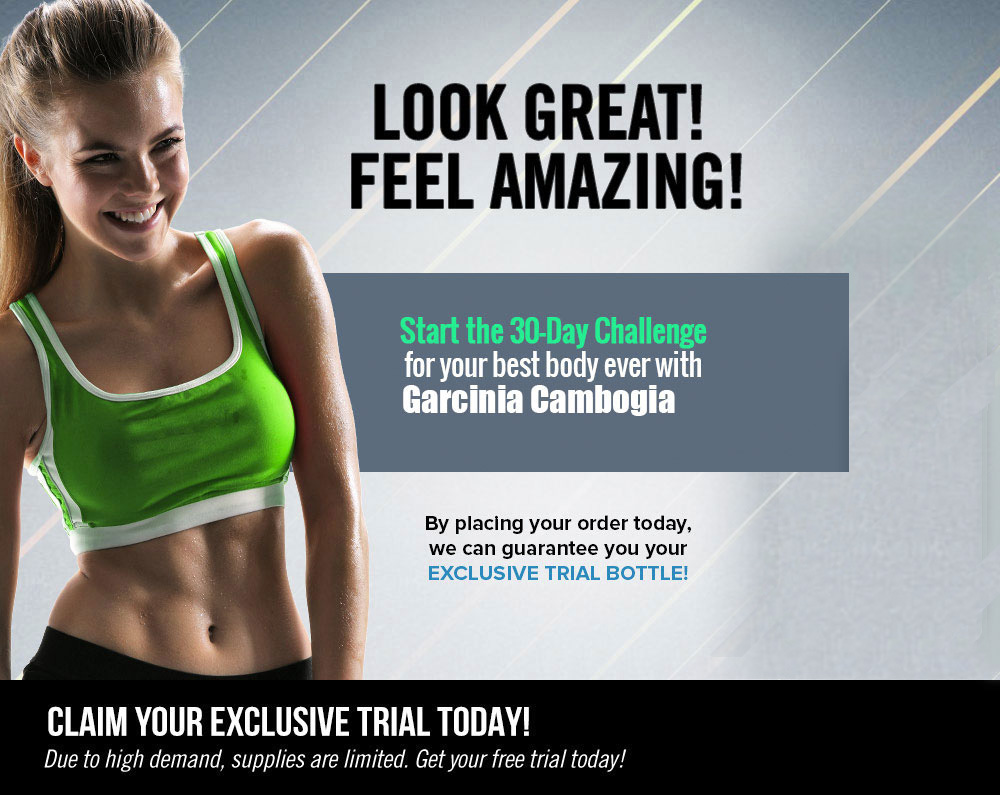 LOOK GREAT!
FEEL AMAZING!
Start the 30-Day Challenge
for your best body ever with
Garcinia Cambogia
By placing your order today,
we can guarantee you your
EXCLUSIVE TRIAL BOTTLE!
CLAIM YOUR EXCLUSIVE TRIAL TODAY!
Due to high demand, supplies are limited. Get your free trial today!